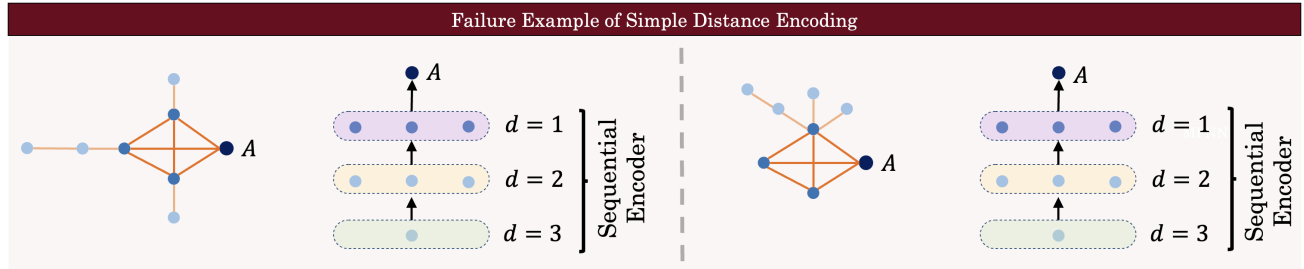 Failure Example of Simple Distance Encoding
A
A
d = 1
d = 2
d = 3
Sequential
Encoder
A
A
d = 1
d = 2
d = 3
Sequential
Encoder